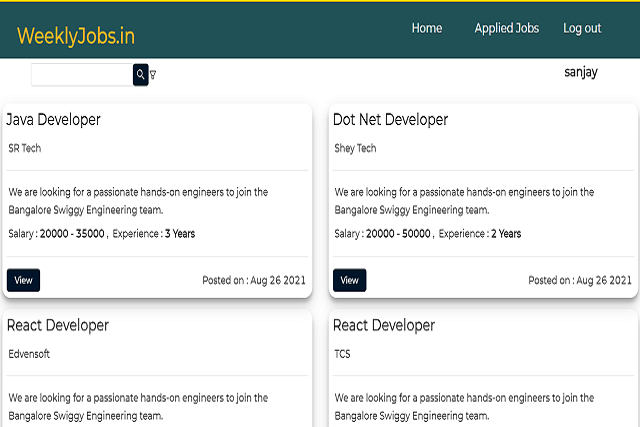 WeeklyJobs.in
Home Applied Jobs Log out
sanjay
Java Developer
SR Tech
We are looking for a passionate hands-on engineers to join the
Bangalore Swiggy Engineering team.
Salary : 20000 - 35000 , Experience : 3 Years
View Posted on : Aug 26 2021
Dot Net Developer
Shey Tech
We are looking for a passionate hands-on engineers to join the
Bangalore Swiggy Engineering team.
Salary : 20000 - 50000 , Experience : 2 Years
View Posted on : Aug 26 2021
React Developer
Edvensoft
We are looking for a passionate hands-on engineers to join the
Bangalore Swiggy Engineering team.
React Developer
TCS
We are looking for a passionate hands-on engineers to join the
Bangalore Swiggy Engineering team.